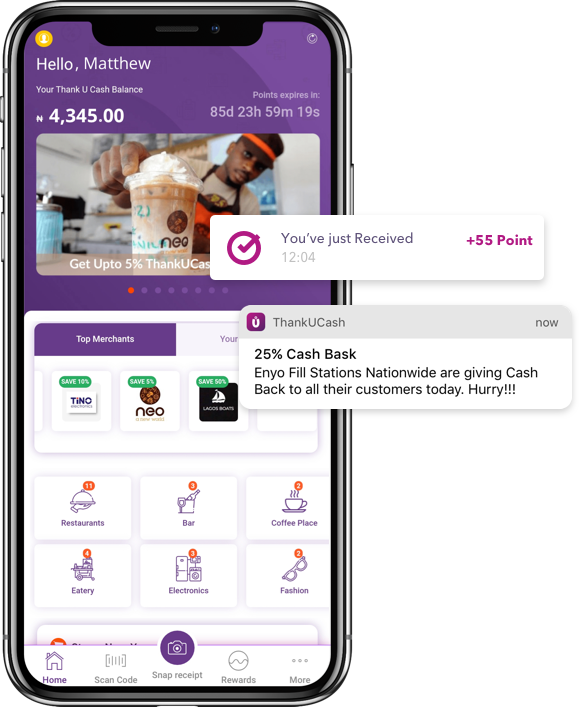 Hello, Matthew
Your Thank U Cash Balance
Points expires in:
₦ 4,345.00
85d 23h 59m 19s
neo
Get Upto 5% ThankUCas
You've just Received
+55 Point
12:04
ThankUCash
now
25% Cash Bask
Enyo Fill Stations Nationwide are giving Cash
Back to all their customers today. Hurry!!!
Top Merchants
Your
SAVE 10%
SAVE 5%
SAVE 50%
TiNO
electronics
neo
LAGOS BOATS
11
3
2
Restaurants
Bar
Coffee Place
4
3
2
Eatery
Electronics
Fashion
Home
Scan Code
Snap receipt
Rewards
More